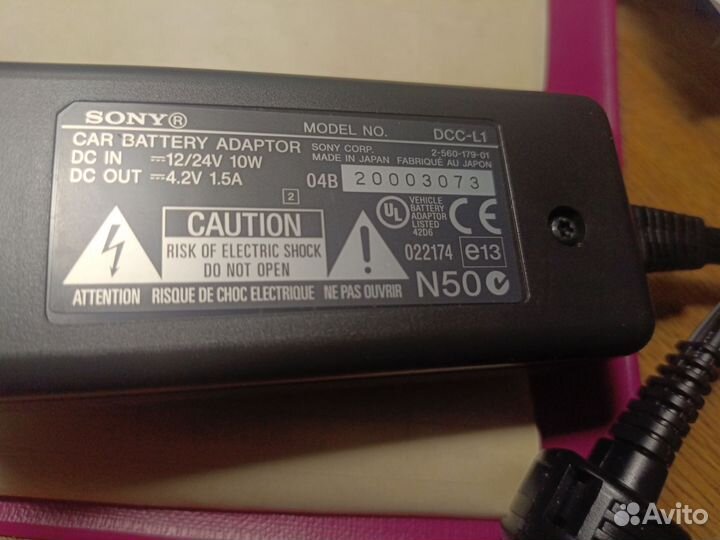 SONY®
MODEL NO. DCC-L1
CAR BATTERY ADAPTOR
SONY CORP. 2-560-179-01
MADE IN JAPAN FABRIQUÉ AU JAPON
DC IN ⎓12/24V 10W
DC OUT ⎓4.2V 1.5A
04B 20003073
2
CAUTION
RISK OF ELECTRIC SHOCK
DO NOT OPEN
UL
VEHICLE
BATTERY
ADAPTOR
LISTED
42D6
CE
022174 e13
N50
ATTENTION RISQUE DE CHOC ELECTRIQUE NE PAS OUVRIR
Avito